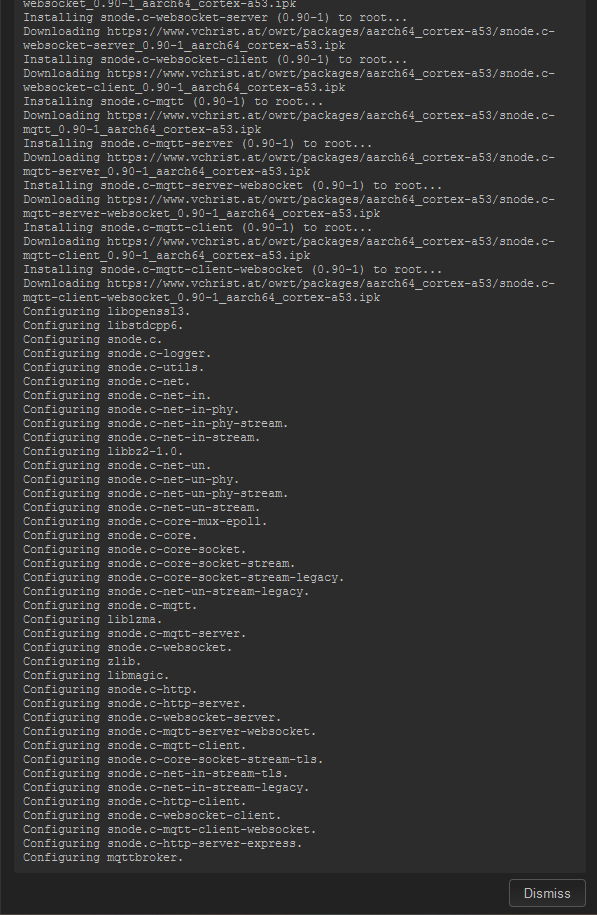 websocket_0.90-1_aarch64_cortex-a53.ipk
Installing snode.c-websocket-server (0.90-1) to root...
Downloading https://www.vchrist.at/owrt/packages/aarch64_cortex-a53/snode.c-
websocket-server_0.90-1_aarch64_cortex-a53.ipk
Installing snode.c-websocket-client (0.90-1) to root...
Downloading https://www.vchrist.at/owrt/packages/aarch64_cortex-a53/snode.c-
websocket-client_0.90-1_aarch64_cortex-a53.ipk
Installing snode.c-mqtt (0.90-1) to root...
Downloading https://www.vchrist.at/owrt/packages/aarch64_cortex-a53/snode.c-
mqtt_0.90-1_aarch64_cortex-a53.ipk
Installing snode.c-mqtt-server (0.90-1) to root...
Downloading https://www.vchrist.at/owrt/packages/aarch64_cortex-a53/snode.c-
mqtt-server_0.90-1_aarch64_cortex-a53.ipk
Installing snode.c-mqtt-server-websocket (0.90-1) to root...
Downloading https://www.vchrist.at/owrt/packages/aarch64_cortex-a53/snode.c-
mqtt-server-websocket_0.90-1_aarch64_cortex-a53.ipk
Installing snode.c-mqtt-client (0.90-1) to root...
Downloading https://www.vchrist.at/owrt/packages/aarch64_cortex-a53/snode.c-
mqtt-client_0.90-1_aarch64_cortex-a53.ipk
Installing snode.c-mqtt-client-websocket (0.90-1) to root...
Downloading https://www.vchrist.at/owrt/packages/aarch64_cortex-a53/snode.c-
mqtt-client-websocket_0.90-1_aarch64_cortex-a53.ipk
Configuring libopenssl3.
Configuring libstdcpp6.
Configuring snode.c.
Configuring snode.c-logger.
Configuring snode.c-utils.
Configuring snode.c-net.
Configuring snode.c-net-in.
Configuring snode.c-net-in-phy.
Configuring snode.c-net-in-phy-stream.
Configuring snode.c-net-in-stream.
Configuring libbz2-1.0.
Configuring snode.c-net-un.
Configuring snode.c-net-un-phy.
Configuring snode.c-net-un-phy-stream.
Configuring snode.c-net-un-stream.
Configuring snode.c-core-mux-epoll.
Configuring snode.c-core.
Configuring snode.c-core-socket.
Configuring snode.c-core-socket-stream.
Configuring snode.c-core-socket-stream-legacy.
Configuring snode.c-net-un-stream-legacy.
Configuring snode.c-mqtt.
Configuring liblzma.
Configuring snode.c-mqtt-server.
Configuring snode.c-websocket.
Configuring zlib.
Configuring libmagic.
Configuring snode.c-http.
Configuring snode.c-http-server.
Configuring snode.c-websocket-server.
Configuring snode.c-mqtt-server-websocket.
Configuring snode.c-mqtt-client.
Configuring snode.c-core-socket-stream-tls.
Configuring snode.c-net-in-stream-tls.
Configuring snode.c-net-in-stream-legacy.
Configuring snode.c-http-client.
Configuring snode.c-websocket-client.
Configuring snode.c-mqtt-client-websocket.
Configuring snode.c-http-server-express.
Configuring mqttbroker.
Dismiss